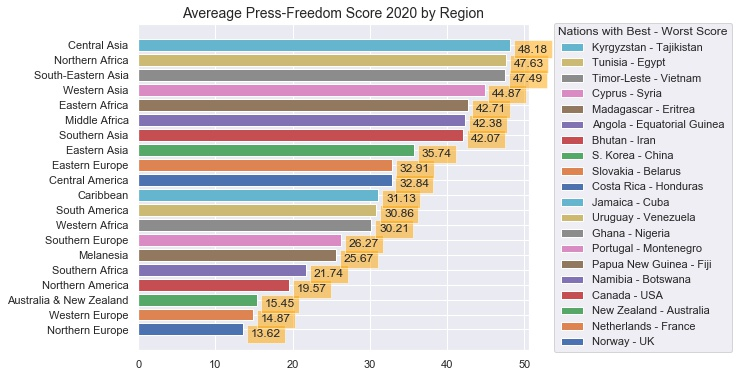 Avereage Press-Freedom Score 2020 by Region
Central Asia
Northern Africa
South-Eastern Asia
Western Asia
Eastern Africa
Middle Africa
Southern Asia
Eastern Asia
Eastern Europe
Central America
Caribbean
South America
Western Africa
Southern Europe
Melanesia
Southern Africa
Northern America
Australia & New Zealand
Western Europe
Northern Europe
48.18
47.63
47.49
44.87
42.71
42.38
42.07
35.74
32.91
32.84
31.13
30.86
30.21
26.27
25.67
21.74
19.57
15.45
14.87
13.62
0 10 20 30 40 50
Nations with Best - Worst Score
Kyrgyzstan - Tajikistan
Tunisia - Egypt
Timor-Leste - Vietnam
Cyprus - Syria
Madagascar - Eritrea
Angola - Equatorial Guinea
Bhutan - Iran
S. Korea - China
Slovakia - Belarus
Costa Rica - Honduras
Jamaica - Cuba
Uruguay - Venezuela
Ghana - Nigeria
Portugal - Montenegro
Papua New Guinea - Fiji
Namibia - Botswana
Canada - USA
New Zealand - Australia
Netherlands - France
Norway - UK